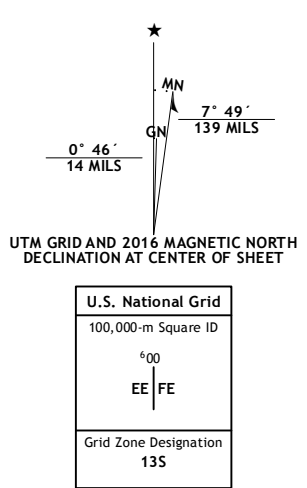 ★
MN
7° 49´
139 MILS
GN
0° 46´
14 MILS
UTM GRID AND 2016 MAGNETIC NORTH
DECLINATION AT CENTER OF SHEET
U.S. National Grid
100,000-m Square ID
⁶00
EE FE
Grid Zone Designation
13S